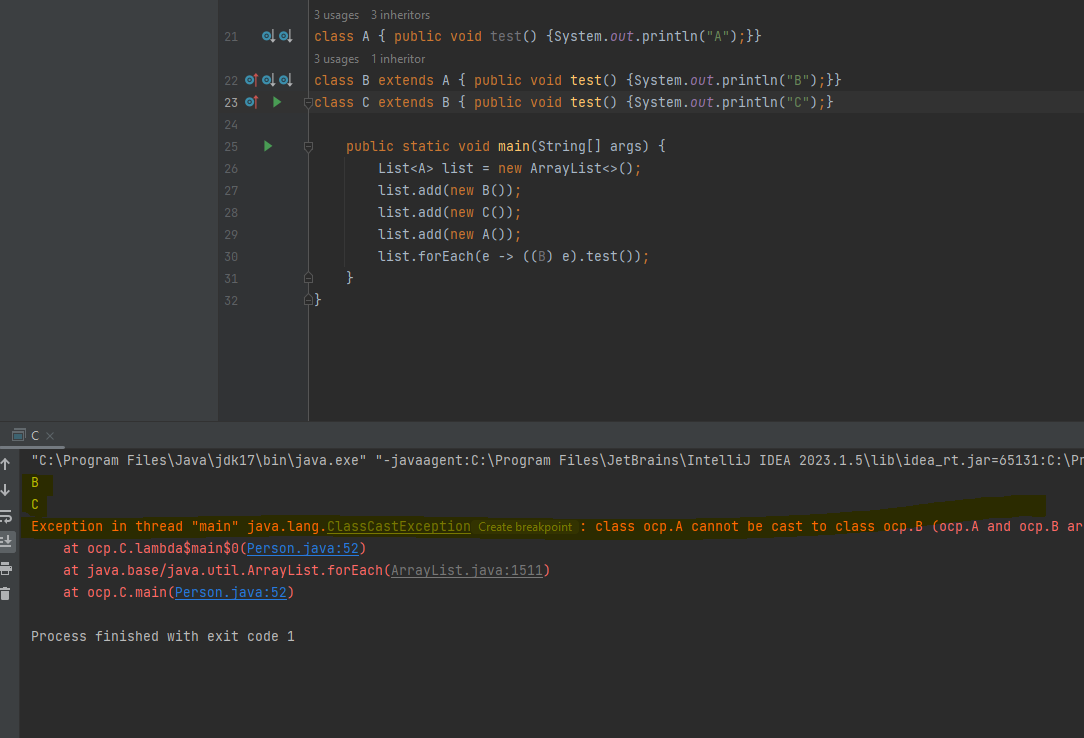 3 usages   3 inheritors
21 class A { public void test() {System.out.println("A");}}
3 usages   1 inheritor
22 class B extends A { public void test() {System.out.println("B");}}
23 class C extends B { public void test() {System.out.println("C");}
24
25     public static void main(String[] args) {
26         List<A> list = new ArrayList<>();
27         list.add(new B());
28         list.add(new C());
29         list.add(new A());
30         list.forEach(e -> ((B) e).test());
31     }
32 }
C
"C:\Program Files\Java\jdk17\bin\java.exe" "-javaagent:C:\Program Files\JetBrains\IntelliJ IDEA 2023.1.5\lib\idea_rt.jar=65131:C:\Pr
B
C
Exception in thread "main" java.lang.ClassCastException Create breakpoint : class ocp.A cannot be cast to class ocp.B (ocp.A and ocp.B ar
    at ocp.C.lambda$main$0(Person.java:52)
    at java.base/java.util.ArrayList.forEach(ArrayList.java:1511)
    at ocp.C.main(Person.java:52)
Process finished with exit code 1